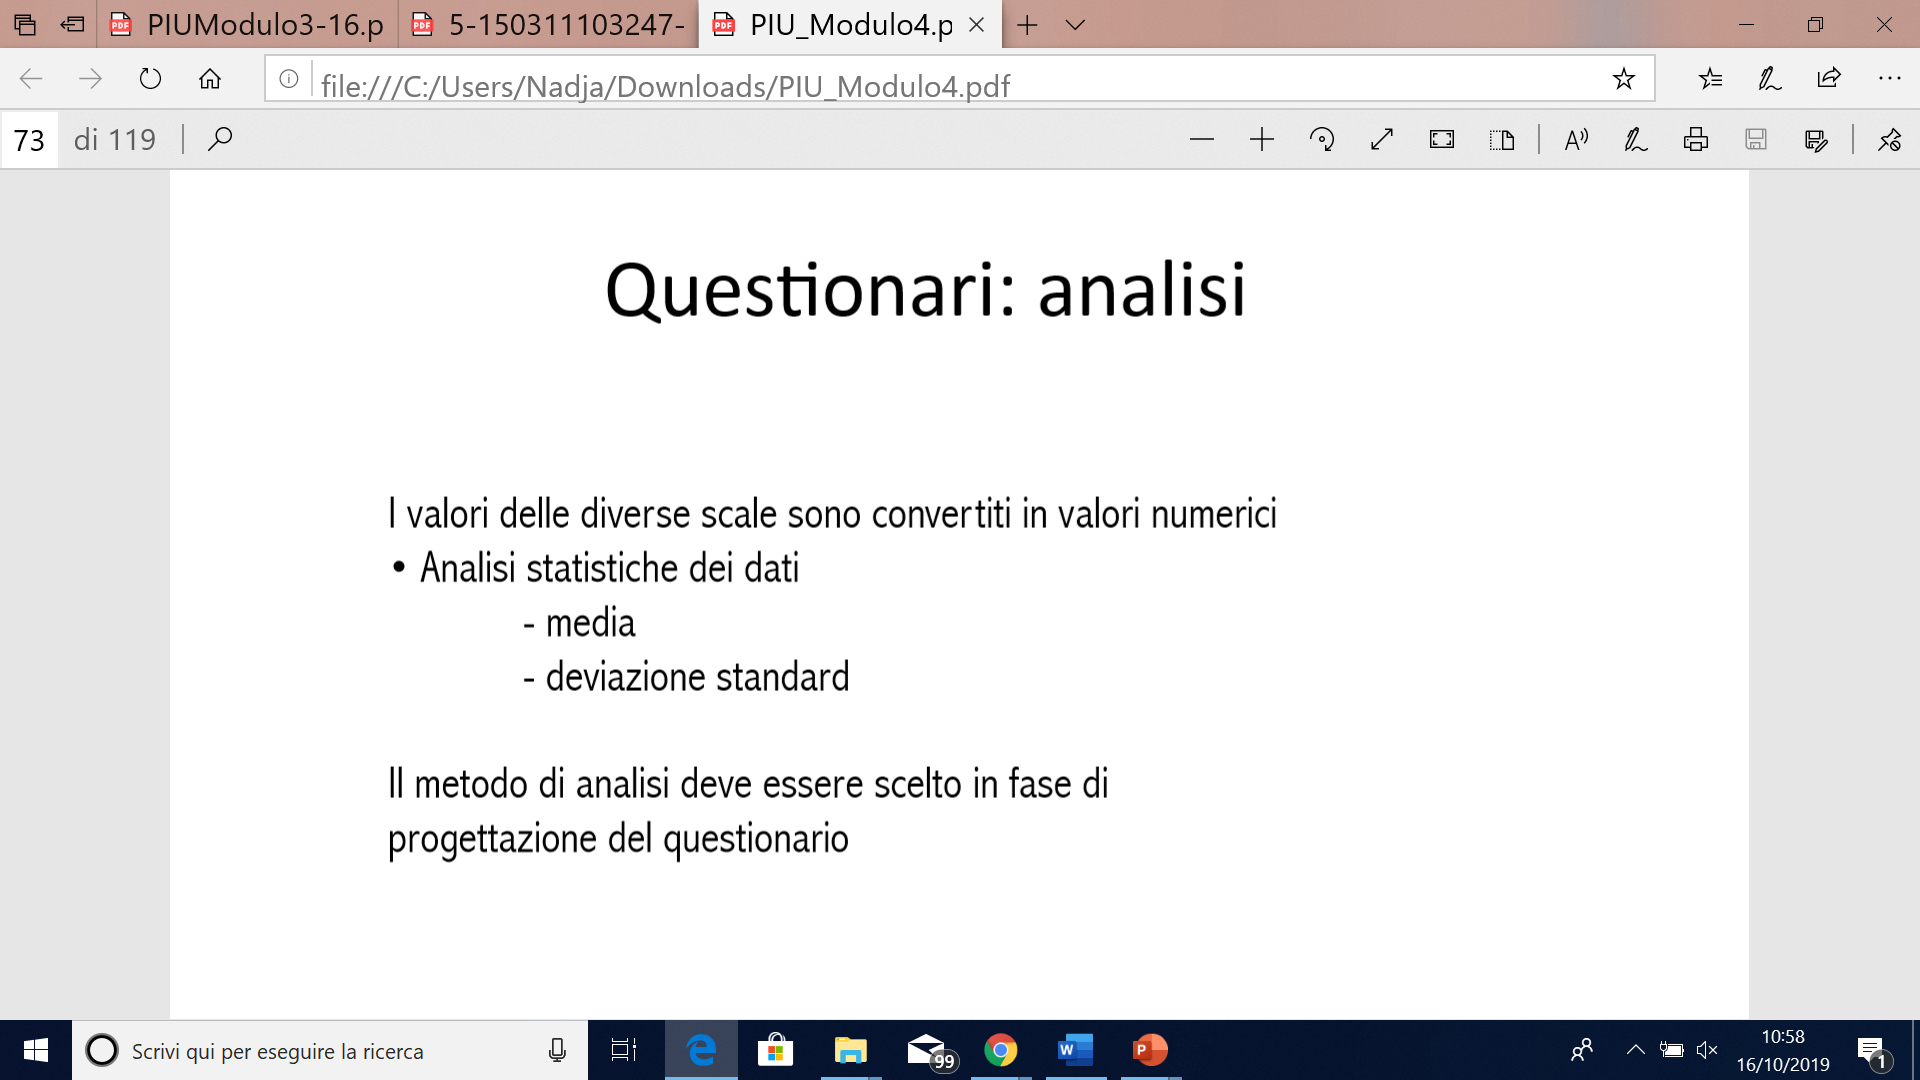 PIUModulo3-16.p
5-150311103247-
PIU_Modulo4.p
file:///C:/Users/Nadja/Downloads/PIU_Modulo4.pdf
73 di 119
Questionari: analisi
I valori delle diverse scale sono convertiti in valori numerici
• Analisi statistiche dei dati
- media
- deviazione standard
Il metodo di analisi deve essere scelto in fase di
progettazione del questionario
Scrivi qui per eseguire la ricerca
99
10:58
16/10/2019
1